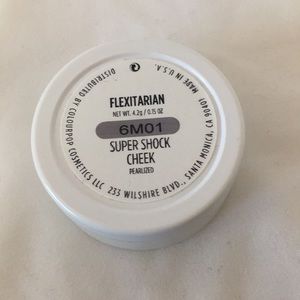 FLEXITARIAN
NET WT. 4.2g / 0.15 OZ
6M01
SUPER SHOCK
CHEEK
PEARLIZED
DISTRIBUTED BY COLOURPOP COSMETICS LLC 233 WILSHIRE BLVD., SANTA MONICA, CA 90401 MADE IN U.S.A.